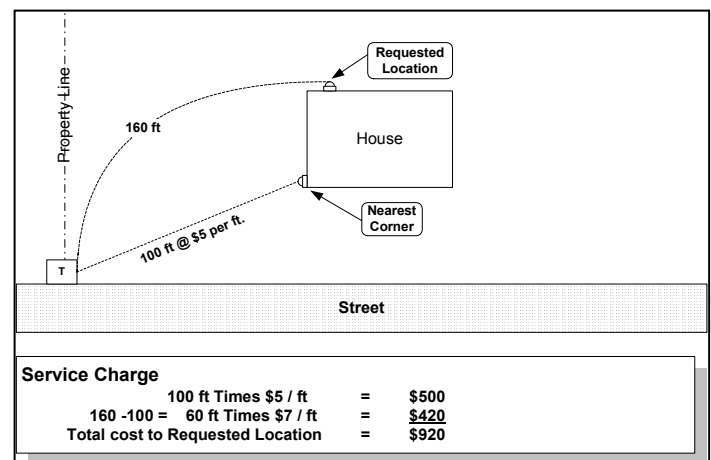 Requested
Location
Property Line
160 ft
House
Nearest
Corner
100 ft @ $5 per ft.
T
Street
Service Charge
100 ft Times $5 / ft = $500
160 -100 = 60 ft Times $7 / ft = $420
Total cost to Requested Location = $920